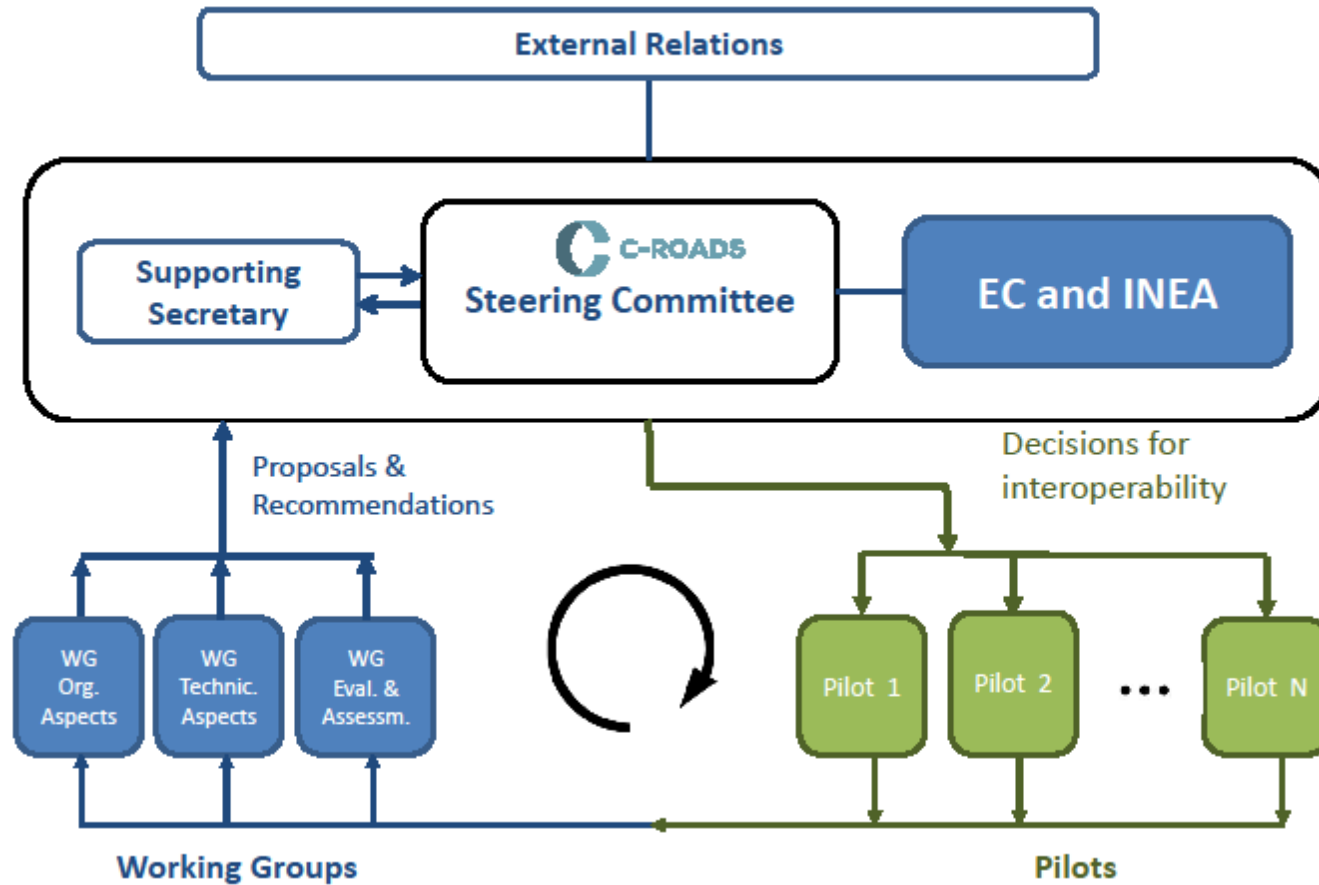 External Relations
C-ROADS
Supporting
Secretary
Steering Committee
EC and INEA
Proposals &
Recommendations
Decisions for
interoperability
WG
Org.
Aspects
WG
Technic.
Aspects
WG
Eval. &
Assessm.
Pilot 1
Pilot 2
...
Pilot N
Working Groups
Pilots